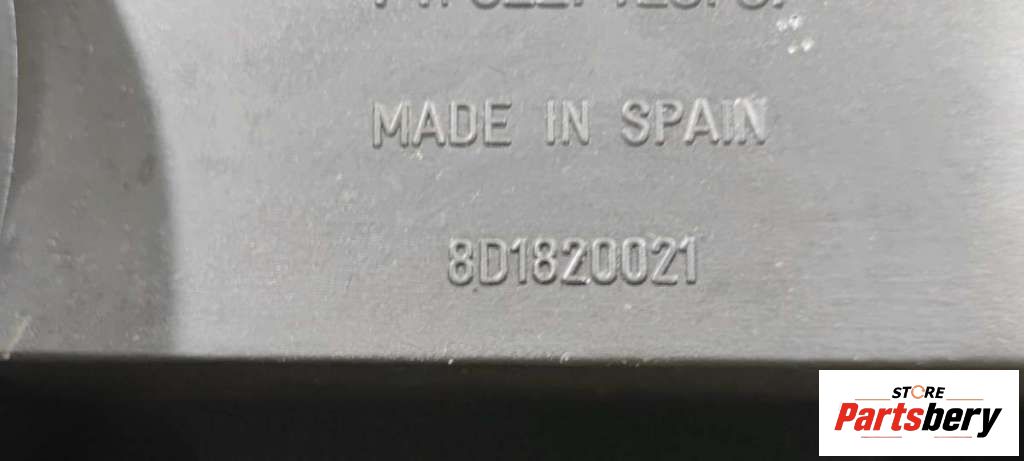 MADE IN SPAIN
8D1820021
STORE
Partsbery